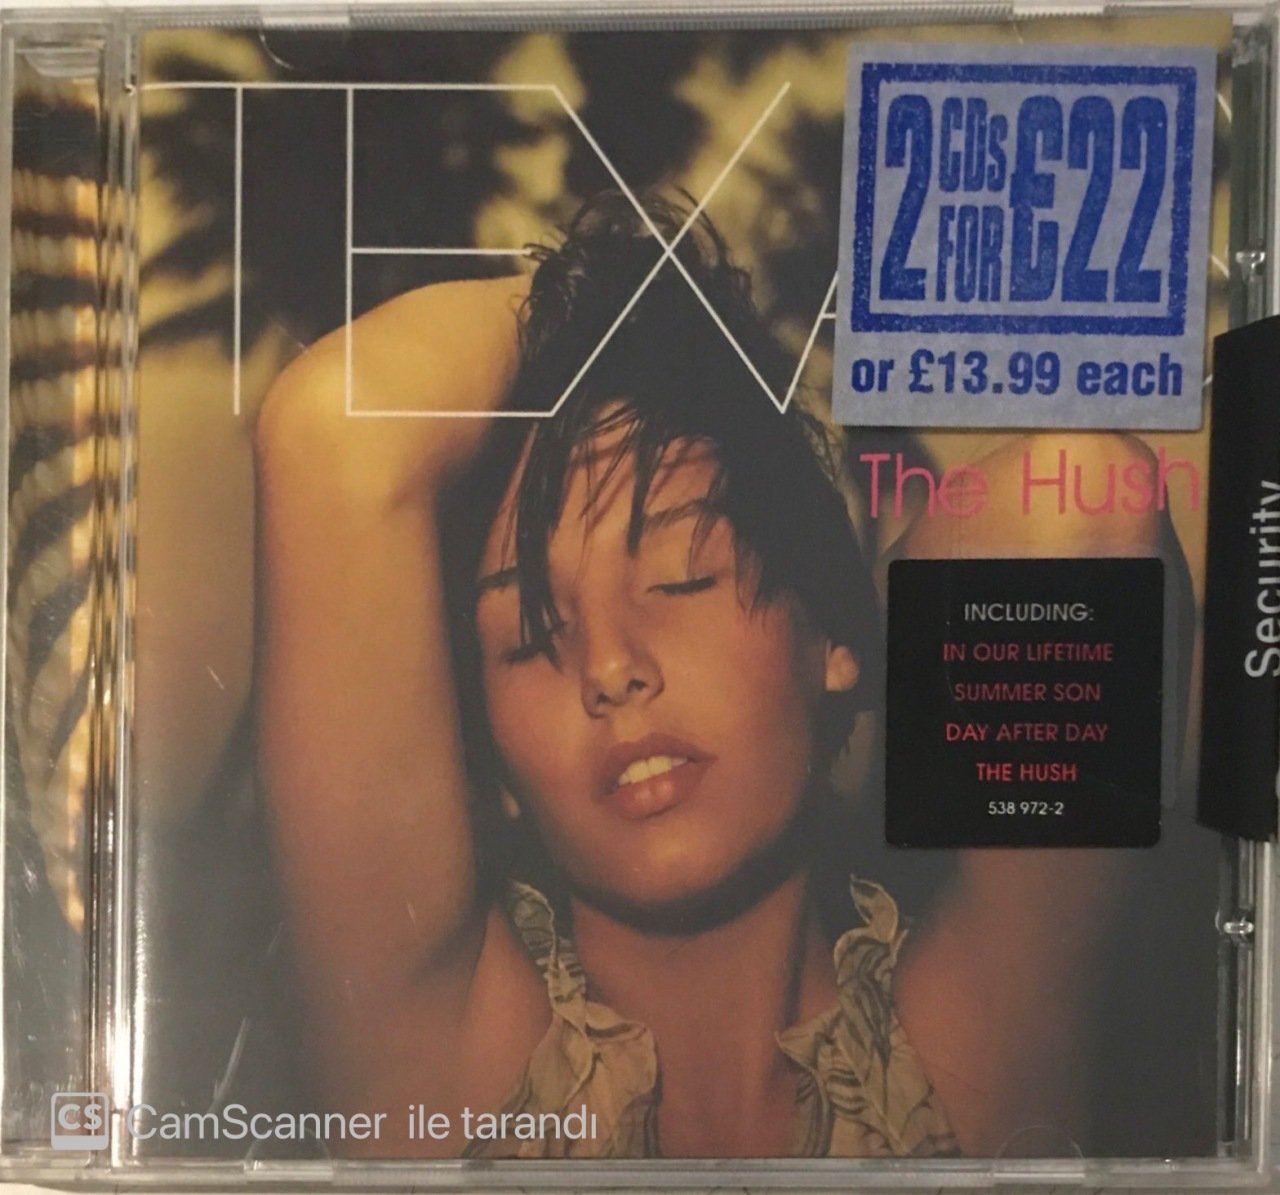 TEXA
2 CDs FOR £22
or £13.99 each
The Hush
INCLUDING:
IN OUR LIFETIME
SUMMER SON
DAY AFTER DAY
THE HUSH
538 972-2
Security
CS CamScanner ile tarandı